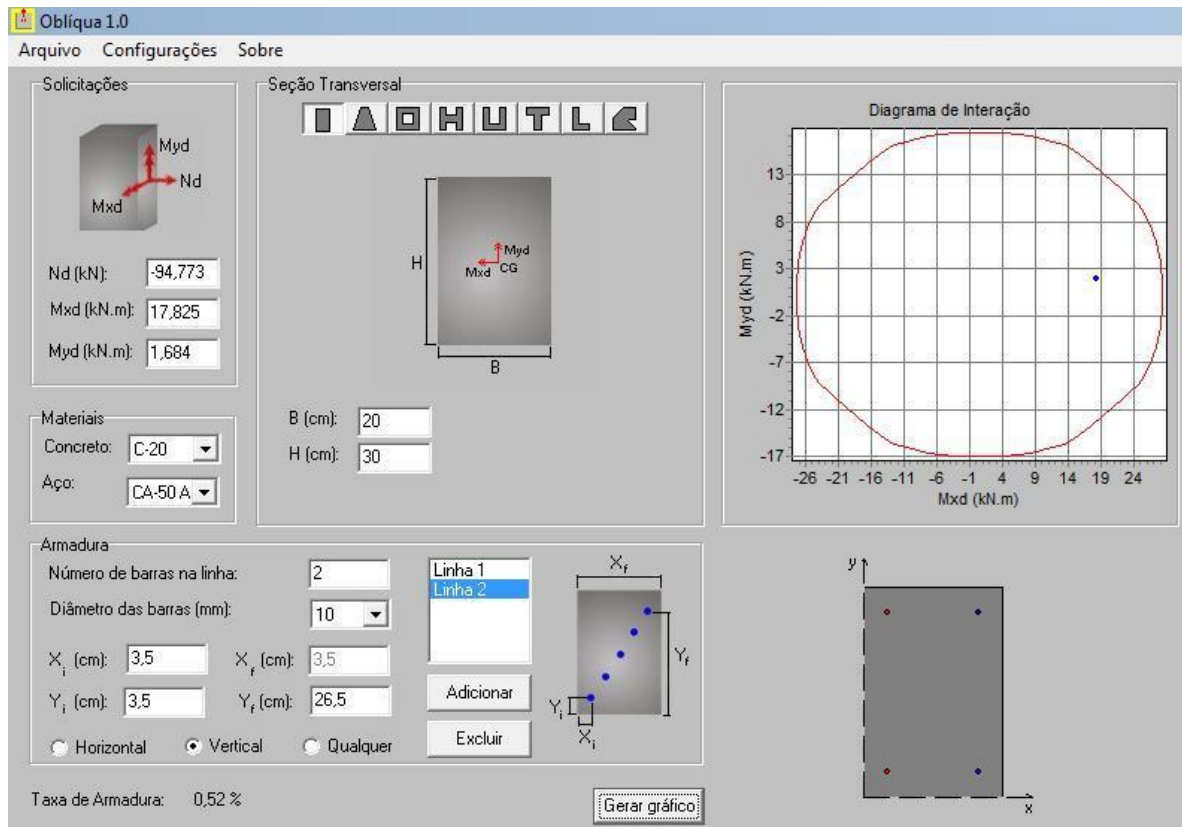 Oblíqua 1.0
Arquivo Configurações Sobre
Solicitações
Myd
Nd
Mxd
Nd (kN): -94,773
Mxd (kN.m): 17,825
Myd (kN.m): 1,684
Materiais
Concreto: C-20
Aço: CA-50 A
Seção Transversal
H
Myd
Mxd CG
B
B (cm): 20
H (cm): 30
Diagrama de Interação
Myd (kN.m)
13
8
3
-2
-7
-12
-17
-26 -21 -16 -11 -6 -1 4 9 14 19 24
Mxd (kN.m)
Armadura
Número de barras na linha: 2
Diâmetro das barras (mm): 10
Xi (cm): 3,5 Xf (cm): 3,5
Yi (cm): 3,5 Yf (cm): 26,5
Horizontal Vertical Qualquer
Linha 1
Linha 2
Adicionar
Excluir
Xf
Yf
Yi
Xi
Taxa de Armadura: 0,52 %
Gerar gráfico
y
x